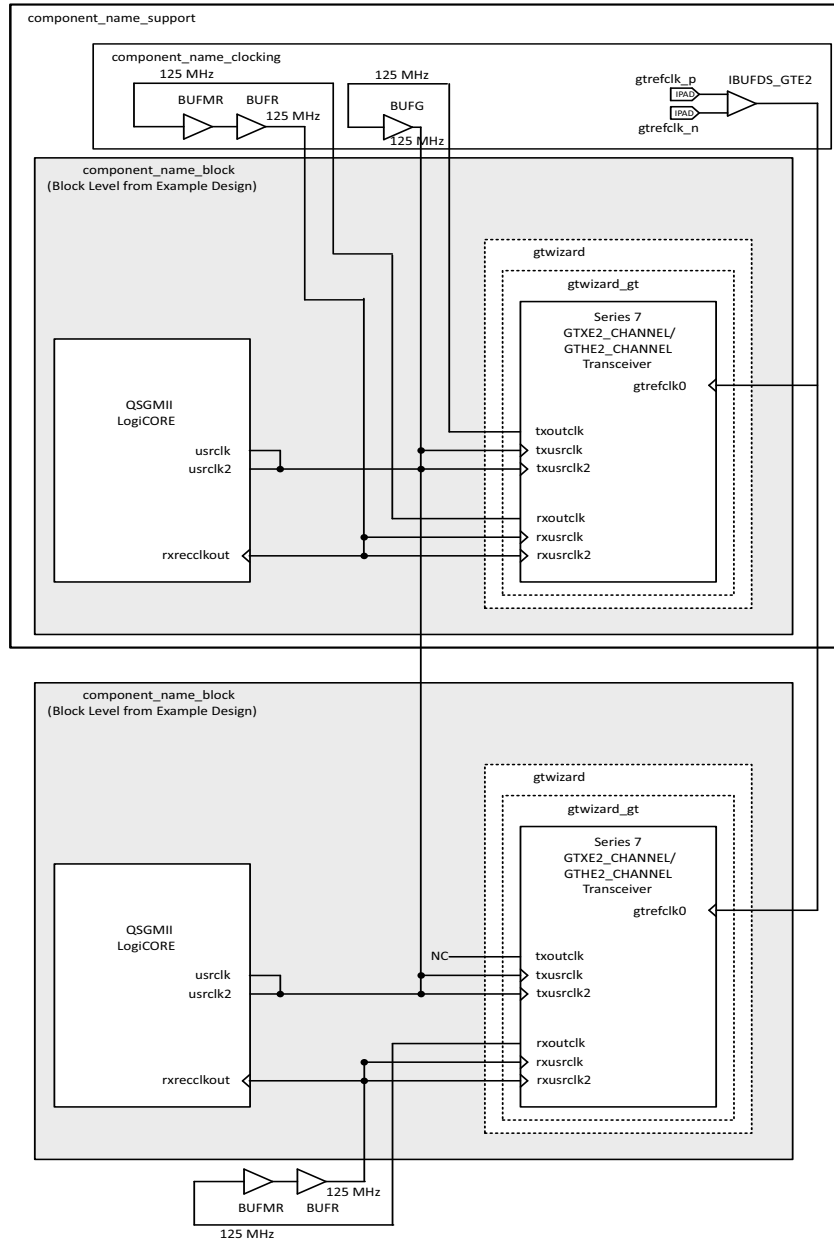 component_name_support
component_name_clocking
125 MHz
BUFMR
BUFR
125 MHz
125 MHz
BUFG
125 MHz
gtrefclk_p
IPAD
IPAD
gtrefclk_n
IBUFDS_GTE2
component_name_block
(Block Level from Example Design)
gtwizard
gtwizard_gt
Series 7
GTXE2_CHANNEL/
GTHE2_CHANNEL
Transceiver
gtrefclk0
QSGMII
LogiCORE
usrclk
usrclk2
rxrecclkout
txoutclk
txusrclk
txusrclk2
rxoutclk
rxusrclk
rxusrclk2
component_name_block
(Block Level from Example Design)
gtwizard
gtwizard_gt
Series 7
GTXE2_CHANNEL/
GTHE2_CHANNEL
Transceiver
gtrefclk0
QSGMII
LogiCORE
usrclk
usrclk2
rxrecclkout
NC
txoutclk
txusrclk
txusrclk2
rxoutclk
rxusrclk
rxusrclk2
125 MHz
BUFMR
BUFR
125 MHz